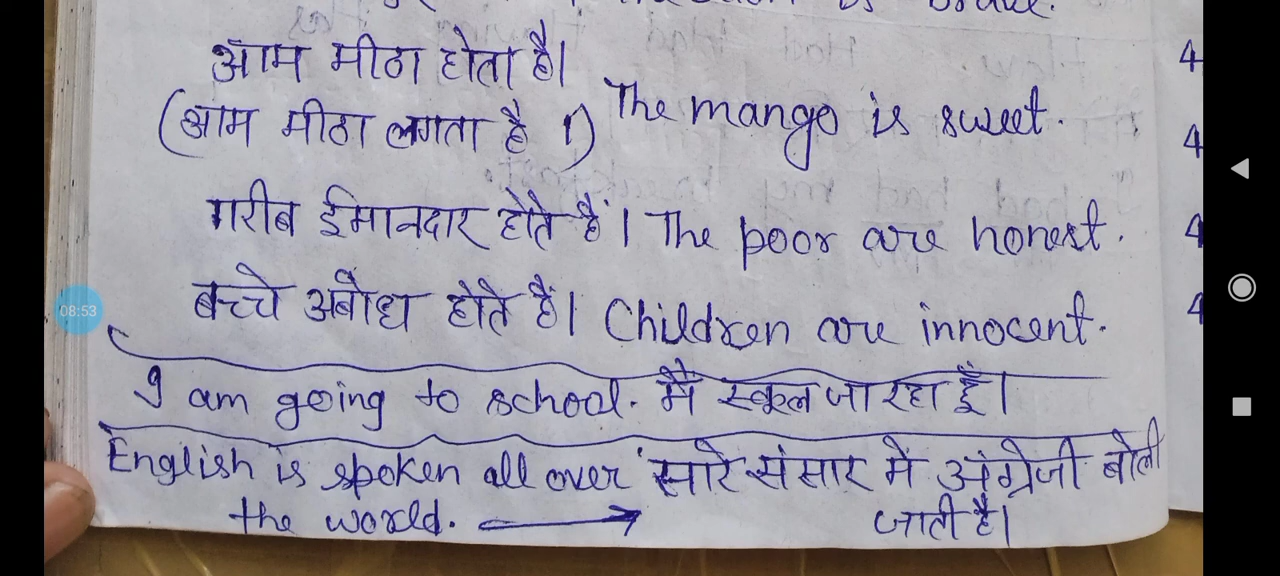 आम मीठा होता है।
(आम मीठा लगता है ।) The mango is sweet.
गरीब ईमानदार होते हैं। The poor are honest.
बच्चे अबोध होते हैं। Children are innocent.
I am going to school. मैं स्कूल जा रहा हूँ।
English is spoken all over सारे संसार में अंग्रेजी बोली
the world. → जाती है।
4
4
4
4
08:53